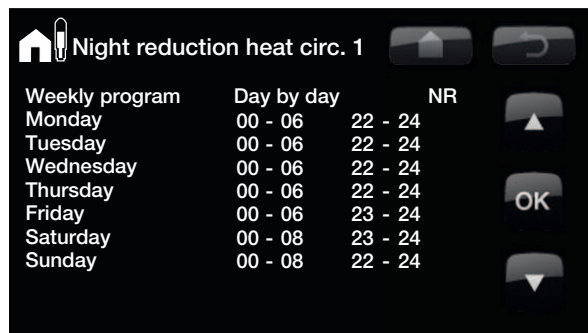 Night reduction heat circ. 1
Weekly program Day by day NR
Monday 00 - 06 22 - 24
Tuesday 00 - 06 22 - 24
Wednesday 00 - 06 22 - 24
Thursday 00 - 06 22 - 24
Friday 00 - 06 23 - 24
Saturday 00 - 08 23 - 24
Sunday 00 - 08 22 - 24
OK